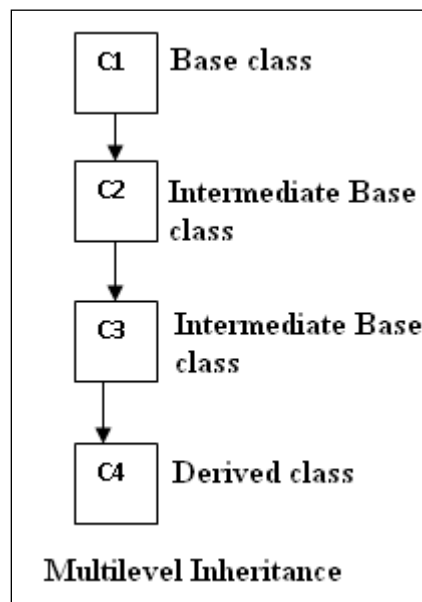 C1 Base class
C2 Intermediate Base
class
C3 Intermediate Base
class
C4 Derived class
Multilevel Inheritance